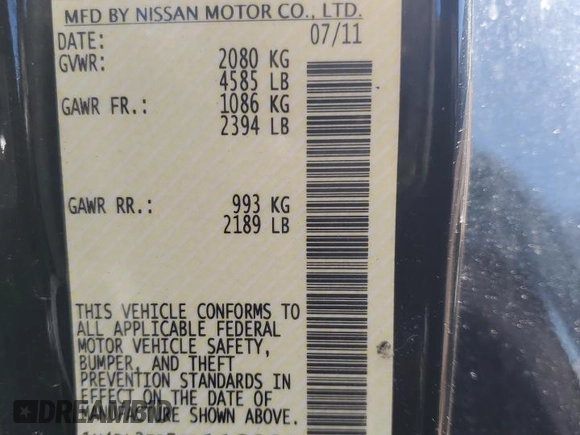 MFD BY NISSAN MOTOR CO., LTD.
DATE: 07/11
GVWR: 2080 KG
4585 LB
GAWR FR.: 1086 KG
2394 LB
GAWR RR.: 993 KG
2189 LB
THIS VEHICLE CONFORMS TO
ALL APPLICABLE FEDERAL
MOTOR VEHICLE SAFETY,
BUMPER, AND THEFT
PREVENTION STANDARDS IN
EFFECT ON THE DATE OF
MANUFACTURE SHOWN ABOVE.
DREAMBID